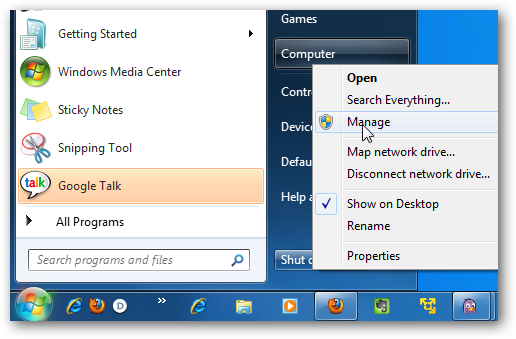 Getting Started
Windows Media Center
Sticky Notes
Snipping Tool
talk
Google Talk
All Programs
Search programs and files
Games
Computer
Contr
Device
Defau
Help a
Shut d
Open
Search Everything...
Manage
Map network drive...
Disconnect network drive...
Show on Desktop
Rename
Properties
D